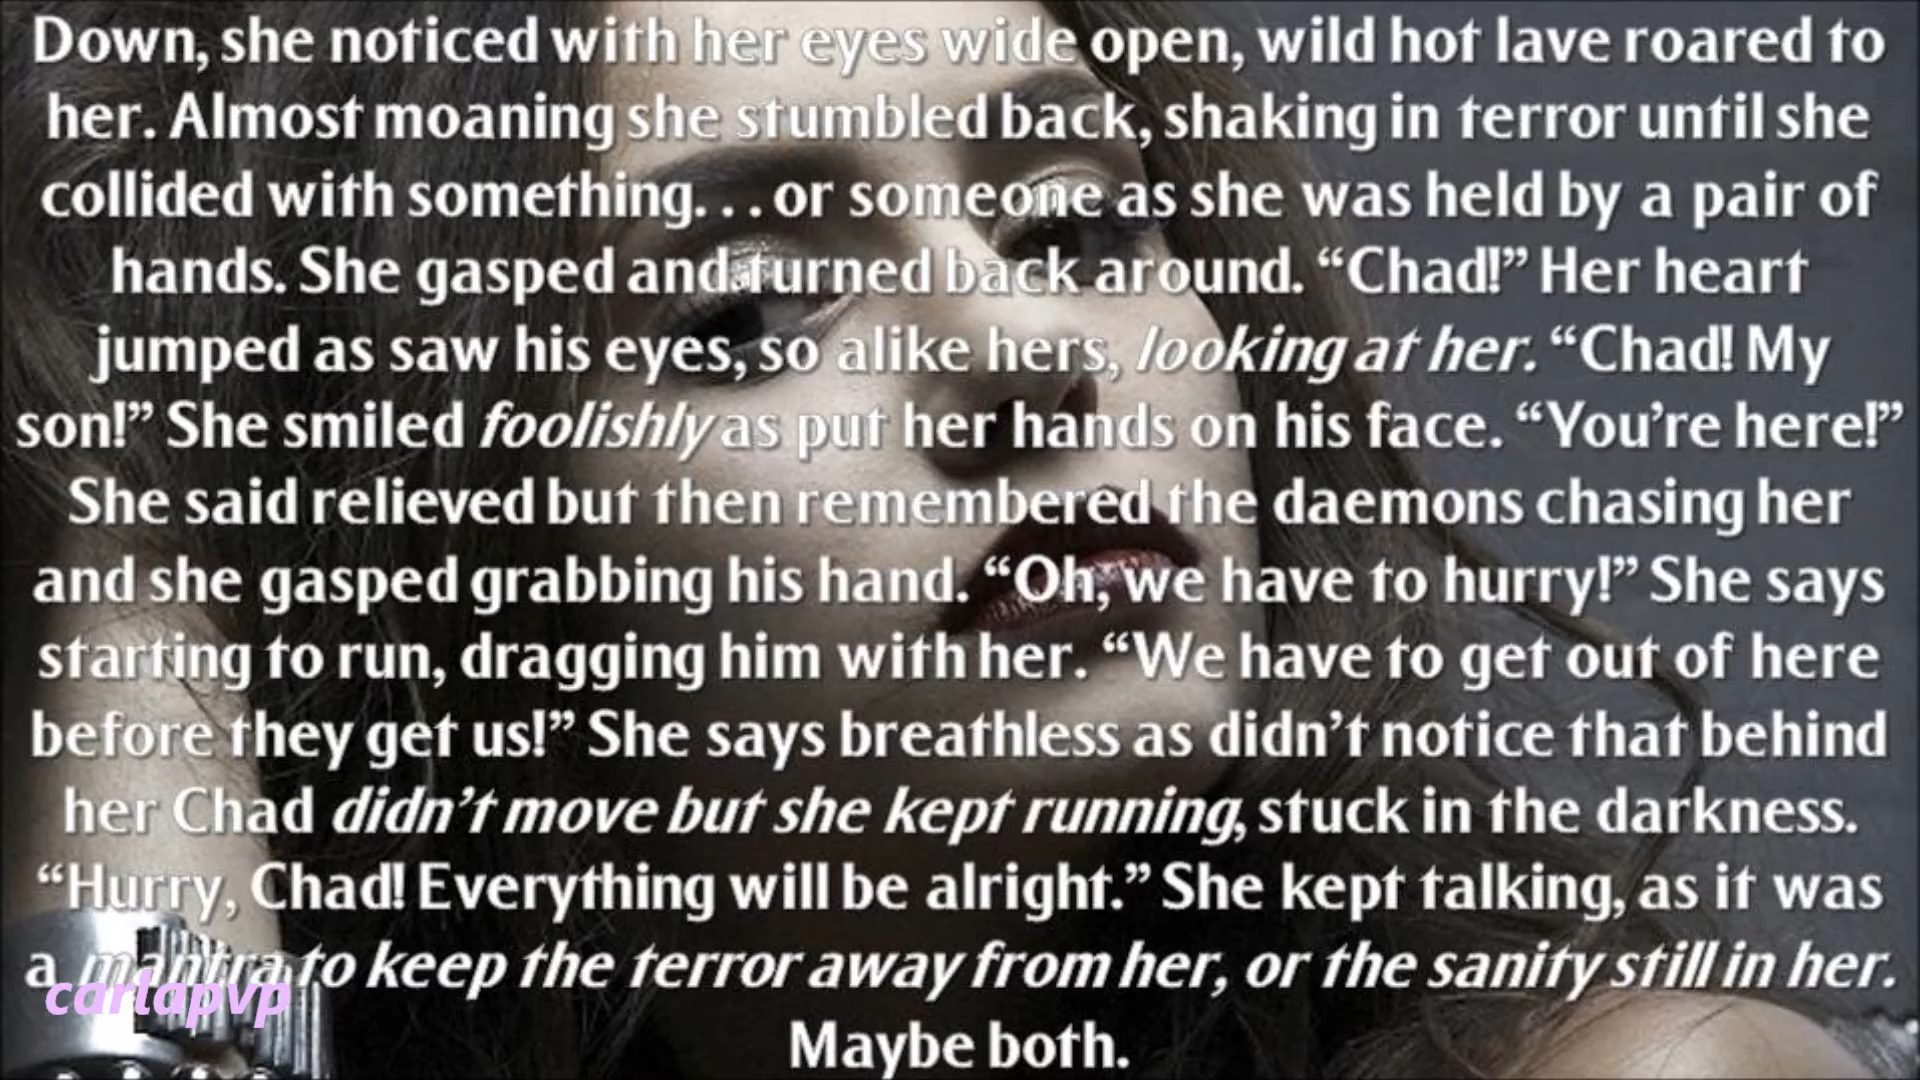 Down, she noticed with her eyes wide open, wild hot lave roared to
her. Almost moaning she stumbled back, shaking in terror until she
collided with something. . . or someone as she was held by a pair of
hands. She gasped and turned back around. “Chad!” Her heart
jumped as saw his eyes, so alike hers, looking at her. “Chad! My
son!” She smiled foolishly as put her hands on his face. “You’re here!”
She said relieved but then remembered the daemons chasing her
and she gasped grabbing his hand. “Oh, we have to hurry!” She says
starting to run, dragging him with her. “We have to get out of here
before they get us!” She says breathless as didn’t notice that behind
her Chad didn’t move but she kept running, stuck in the darkness.
“Hurry, Chad! Everything will be alright.” She kept talking, as it was
a mantra to keep the terror away from her, or the sanity still in her.
Maybe both.
carlapvp